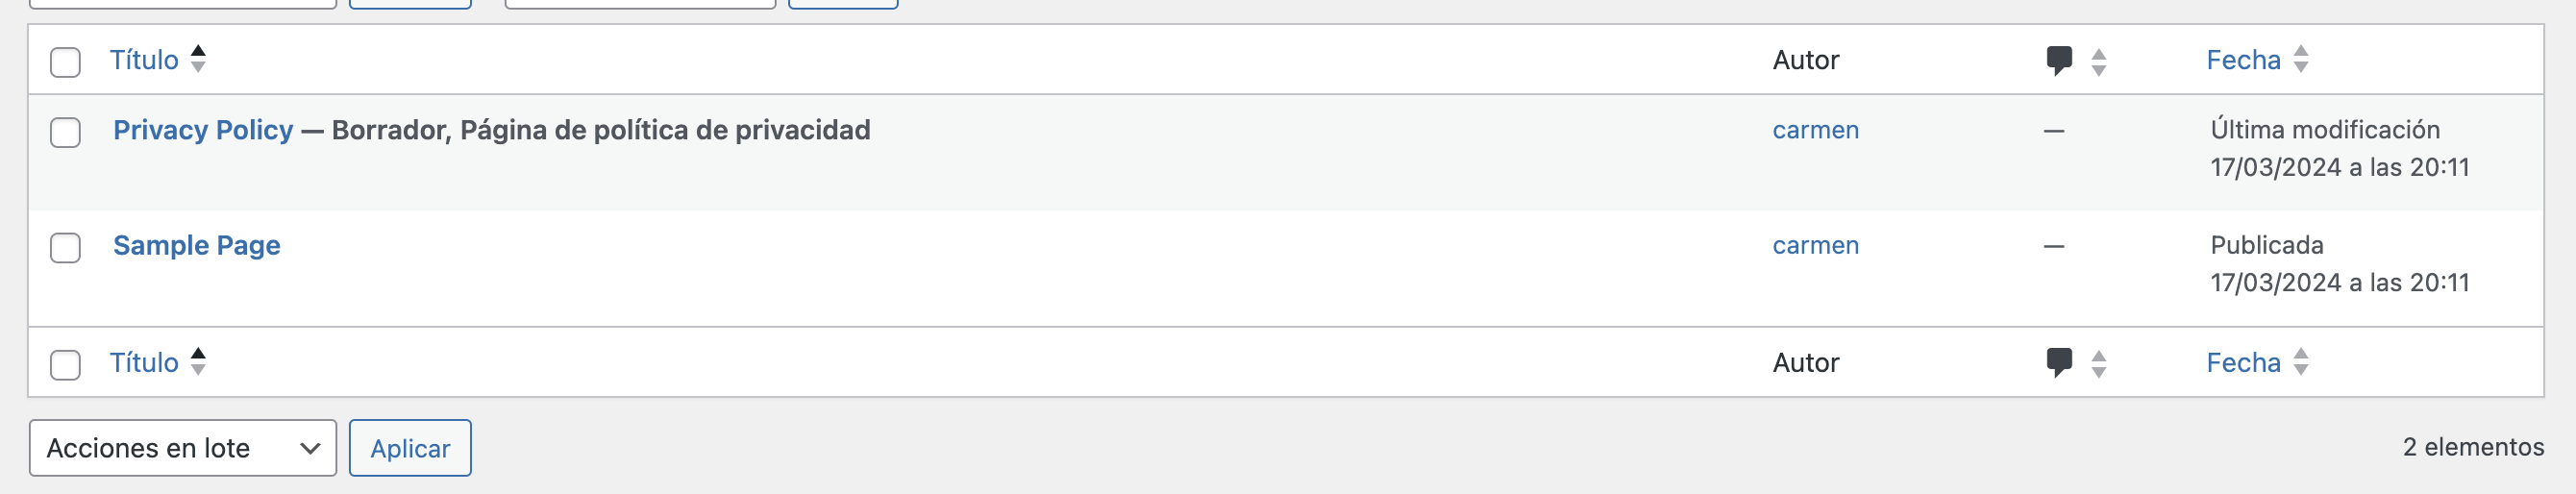 Título Autor Fecha
Privacy Policy — Borrador, Página de política de privacidad carmen — Última modificación
17/03/2024 a las 20:11
Sample Page carmen — Publicada
17/03/2024 a las 20:11
Título Autor Fecha
Acciones en lote Aplicar 2 elementos